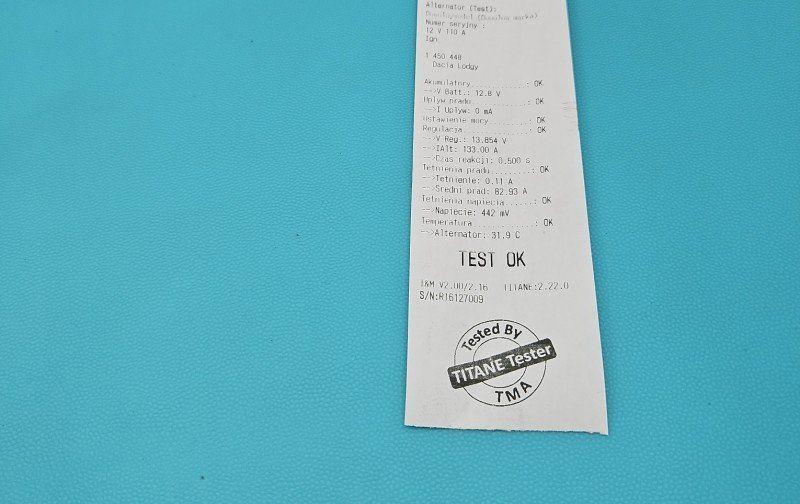 Alternator (Test):
Numer seryjny :
12 V 110 A
Ign
1 450 448
Dacia Lodgy
Akumulatory..........: OK
-->V Batt.: 12.8 V
Upływ prądu..........: OK
-->I Upływ: 0 mA
Ustawienie mocy........: OK
Regulacja............: OK
-->V Reg.: 13.854 V
-->IAlt: 133.00 A
-->Czas reakcji: 0.500 s
Tętnienia prądu........: OK
-->Tętnienie: 0.11 A
-->Średni prąd: 82.93 A
Tętnienia napięcia.....: OK
-->Napięcie: 442 mV
Temperatura..........: OK
-->Alternator: 31.9 C
TEST OK
I&M V2.00/2.16 TITANE:2.22.0
S/N:R16127009
Tested By
TITANE Tester
TMA